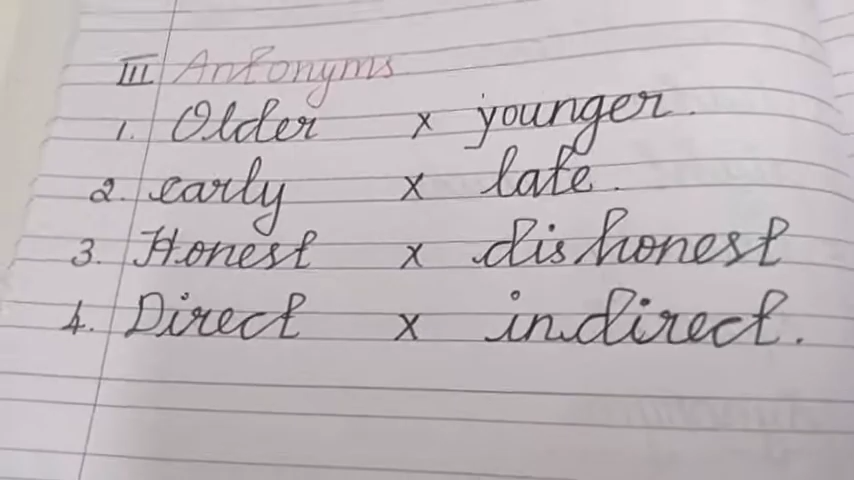 III Antonyms
1. Older x younger.
2. early x late.
3. Honest x dishonest
4. Direct x indirect.